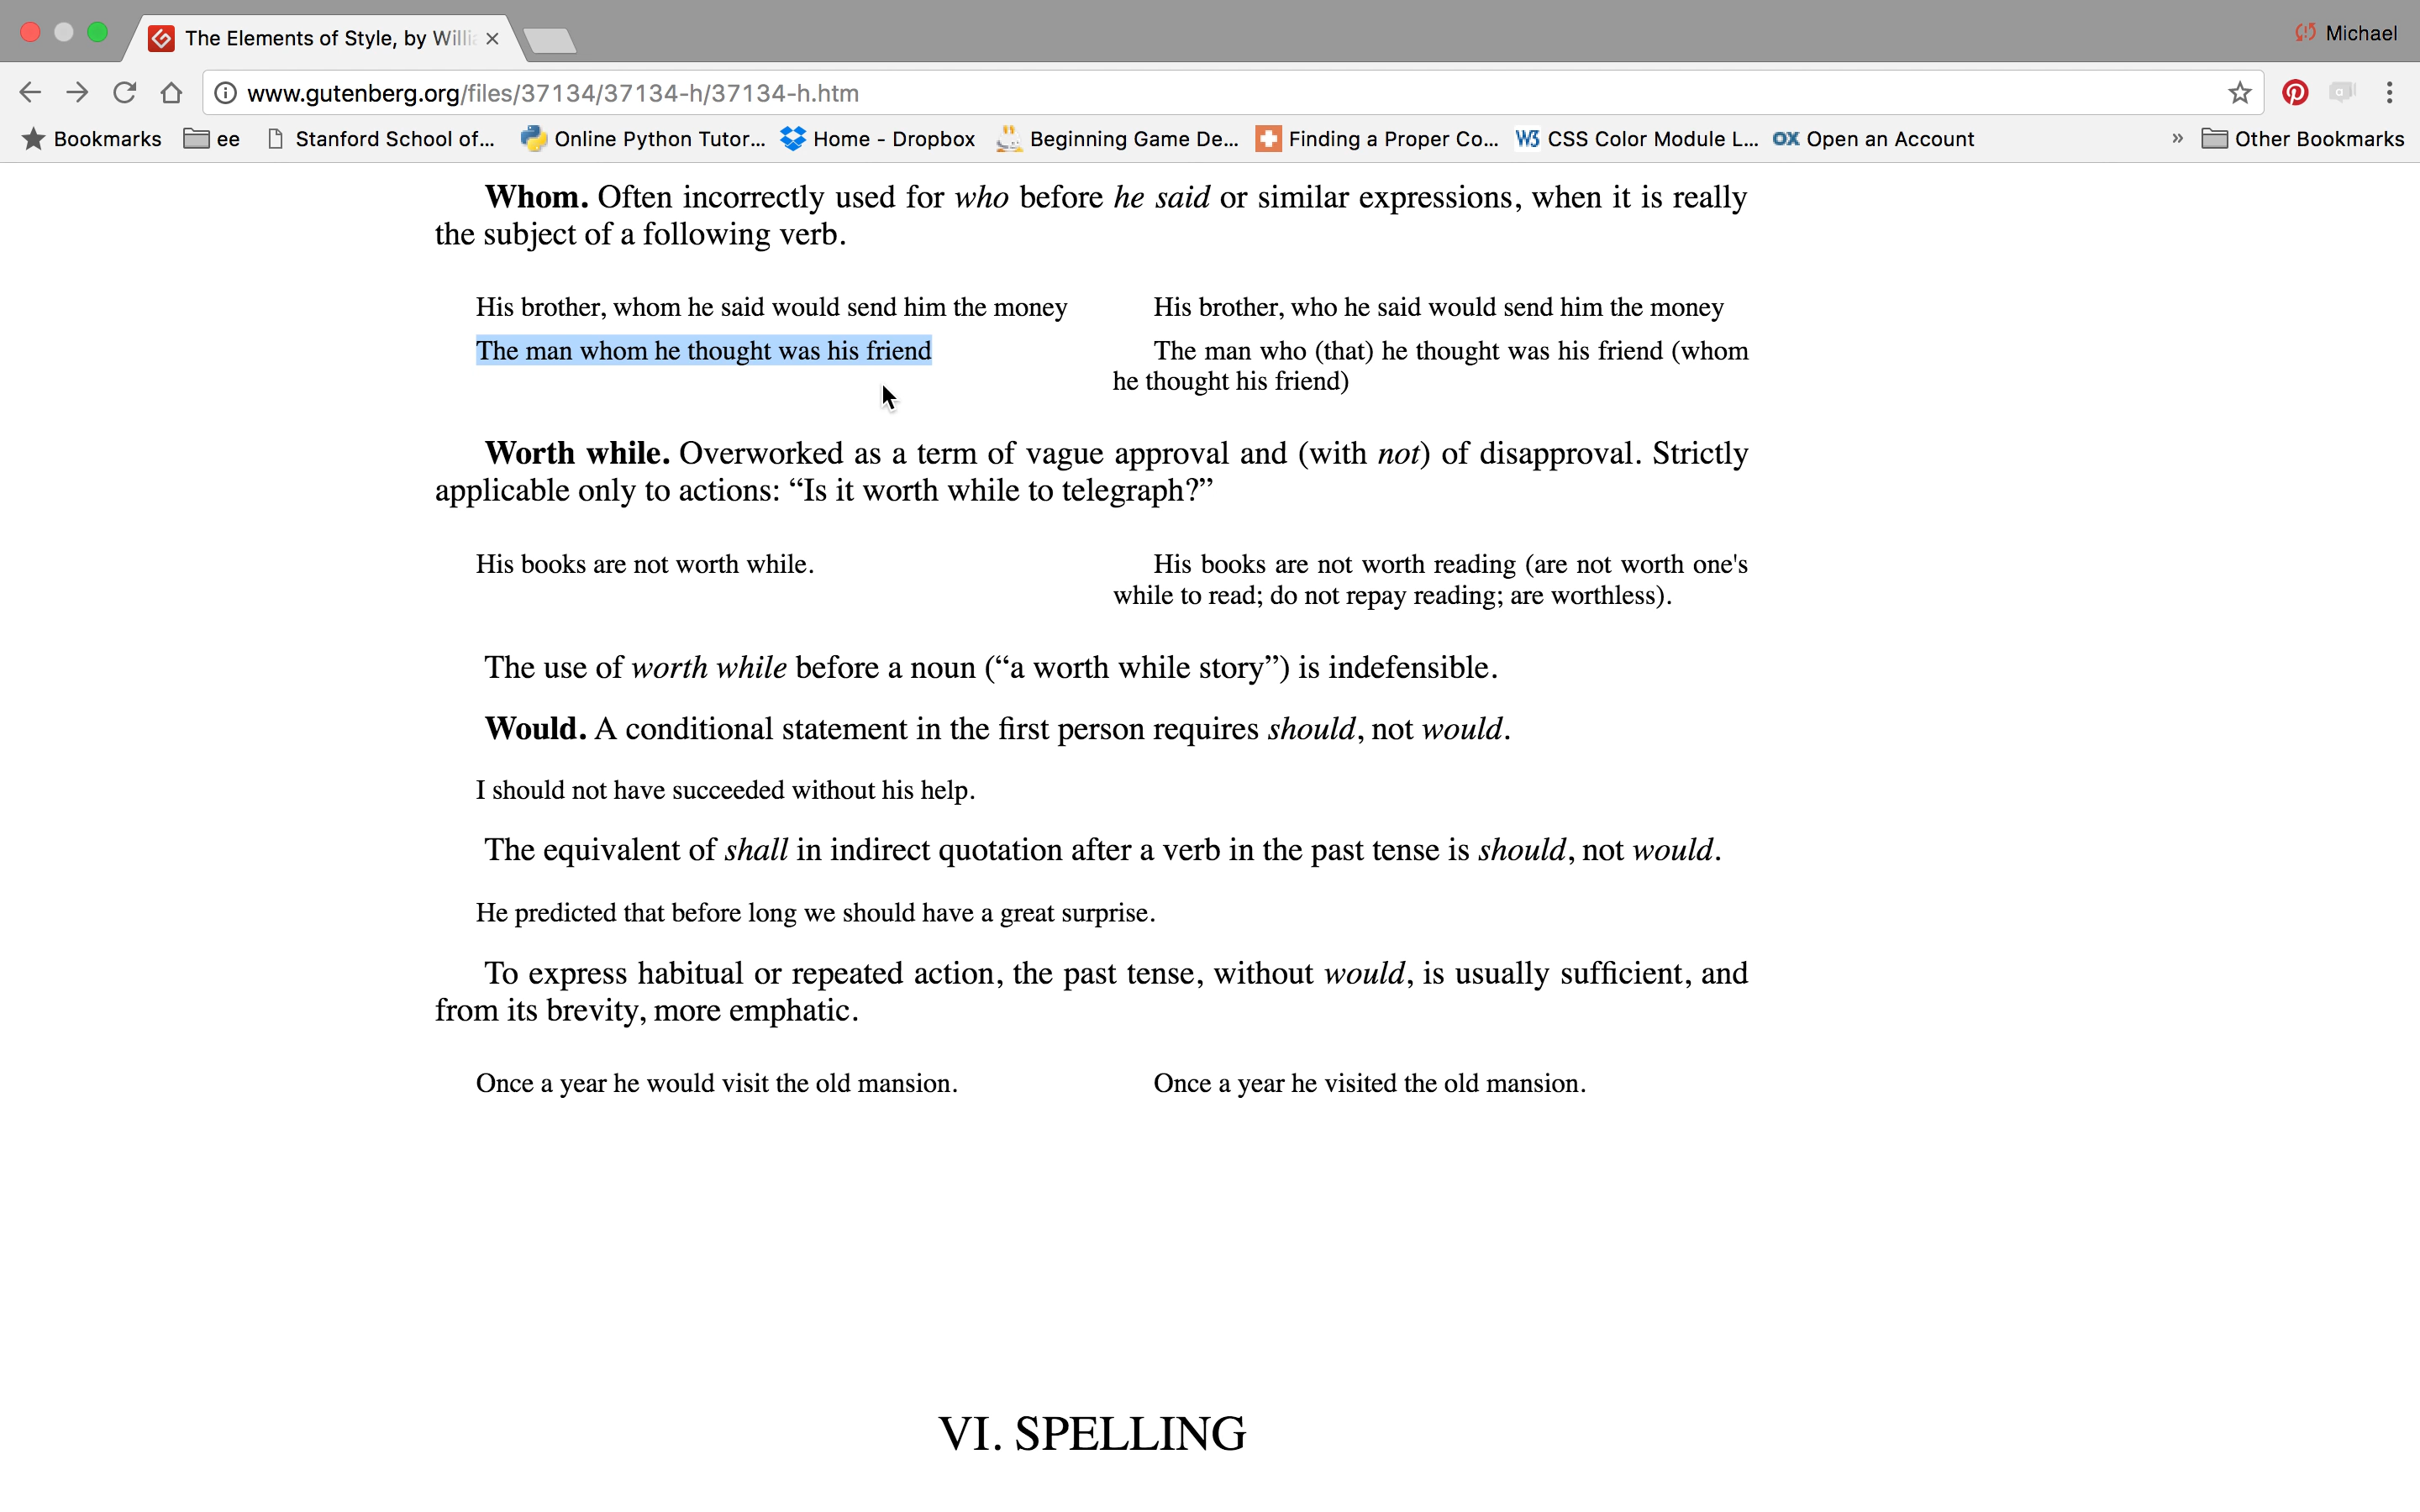 The Elements of Style, by Willi
Michael
www.gutenberg.org/files/37134/37134-h/37134-h.htm
Bookmarks ee Stanford School of... Online Python Tutor... Home - Dropbox Beginning Game De... Finding a Proper Co... W3 CSS Color Module L... OX Open an Account » Other Bookmarks
Whom. Often incorrectly used for who before he said or similar expressions, when it is really
the subject of a following verb.
His brother, whom he said would send him the money
His brother, who he said would send him the money
The man whom he thought was his friend
The man who (that) he thought was his friend (whom
he thought his friend)
Worth while. Overworked as a term of vague approval and (with not) of disapproval. Strictly
applicable only to actions: “Is it worth while to telegraph?”
His books are not worth while.
His books are not worth reading (are not worth one's
while to read; do not repay reading; are worthless).
The use of worth while before a noun (“a worth while story”) is indefensible.
Would. A conditional statement in the first person requires should, not would.
I should not have succeeded without his help.
The equivalent of shall in indirect quotation after a verb in the past tense is should, not would.
He predicted that before long we should have a great surprise.
To express habitual or repeated action, the past tense, without would, is usually sufficient, and
from its brevity, more emphatic.
Once a year he would visit the old mansion.
Once a year he visited the old mansion.
VI. SPELLING